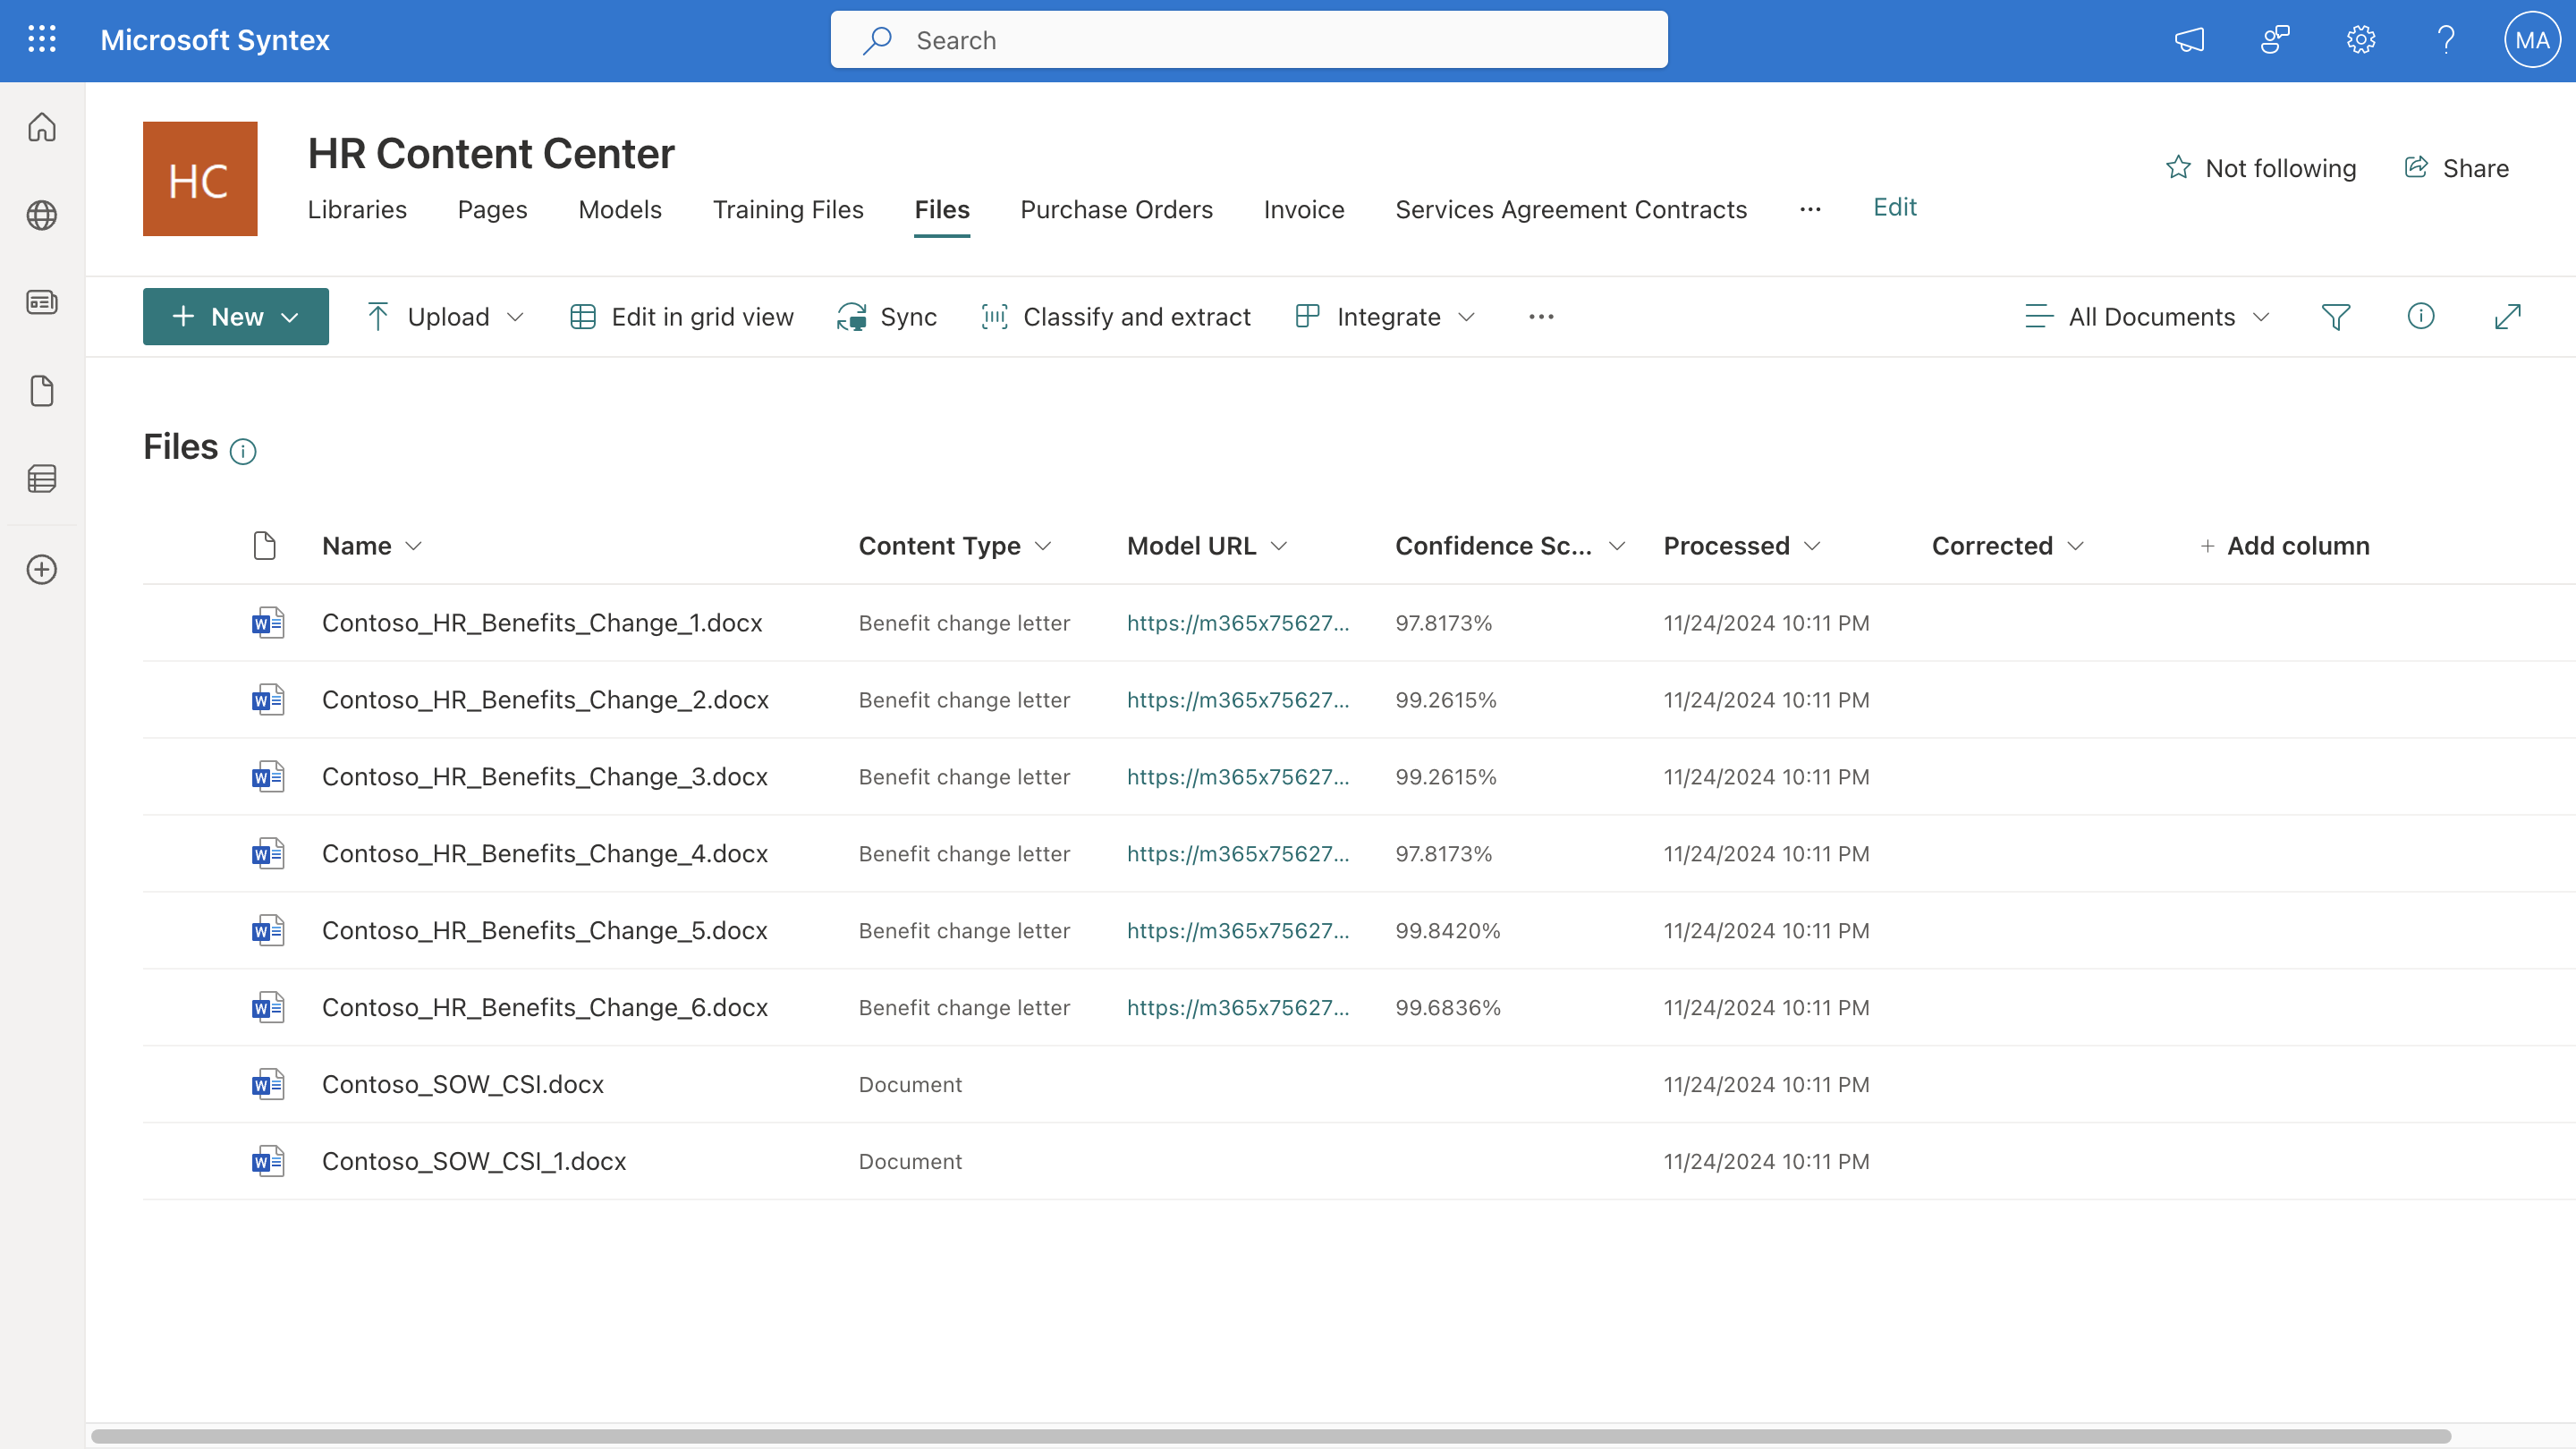 Microsoft Syntex Search MA
HC
HR Content Center
Not following Share
Libraries Pages Models Training Files Files Purchase Orders Invoice Services Agreement Contracts ... Edit
+ New Upload Edit in grid view Sync Classify and extract Integrate ... All Documents
Files
Name Content Type Model URL Confidence Sc... Processed Corrected + Add column
Contoso_HR_Benefits_Change_1.docx Benefit change letter https://m365x75627... 97.8173% 11/24/2024 10:11 PM
Contoso_HR_Benefits_Change_2.docx Benefit change letter https://m365x75627... 99.2615% 11/24/2024 10:11 PM
Contoso_HR_Benefits_Change_3.docx Benefit change letter https://m365x75627... 99.2615% 11/24/2024 10:11 PM
Contoso_HR_Benefits_Change_4.docx Benefit change letter https://m365x75627... 97.8173% 11/24/2024 10:11 PM
Contoso_HR_Benefits_Change_5.docx Benefit change letter https://m365x75627... 99.8420% 11/24/2024 10:11 PM
Contoso_HR_Benefits_Change_6.docx Benefit change letter https://m365x75627... 99.6836% 11/24/2024 10:11 PM
Contoso_SOW_CSI.docx Document 11/24/2024 10:11 PM
Contoso_SOW_CSI_1.docx Document 11/24/2024 10:11 PM